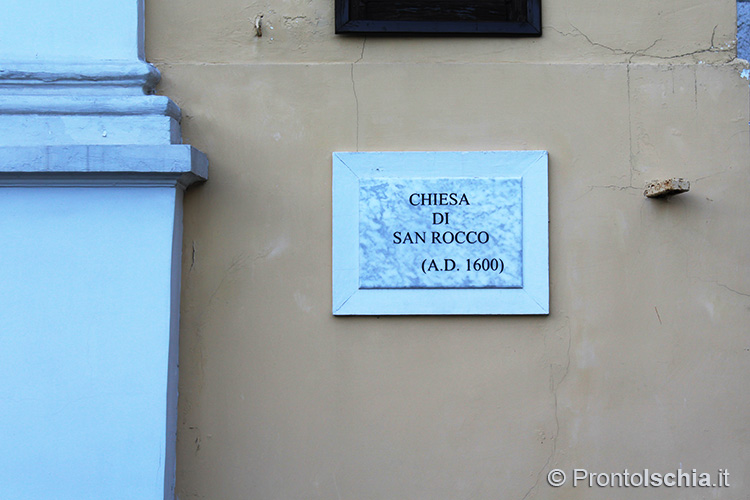 CHIESA
DI
SAN ROCCO
(A.D. 1600)
© ProntoIschia.it